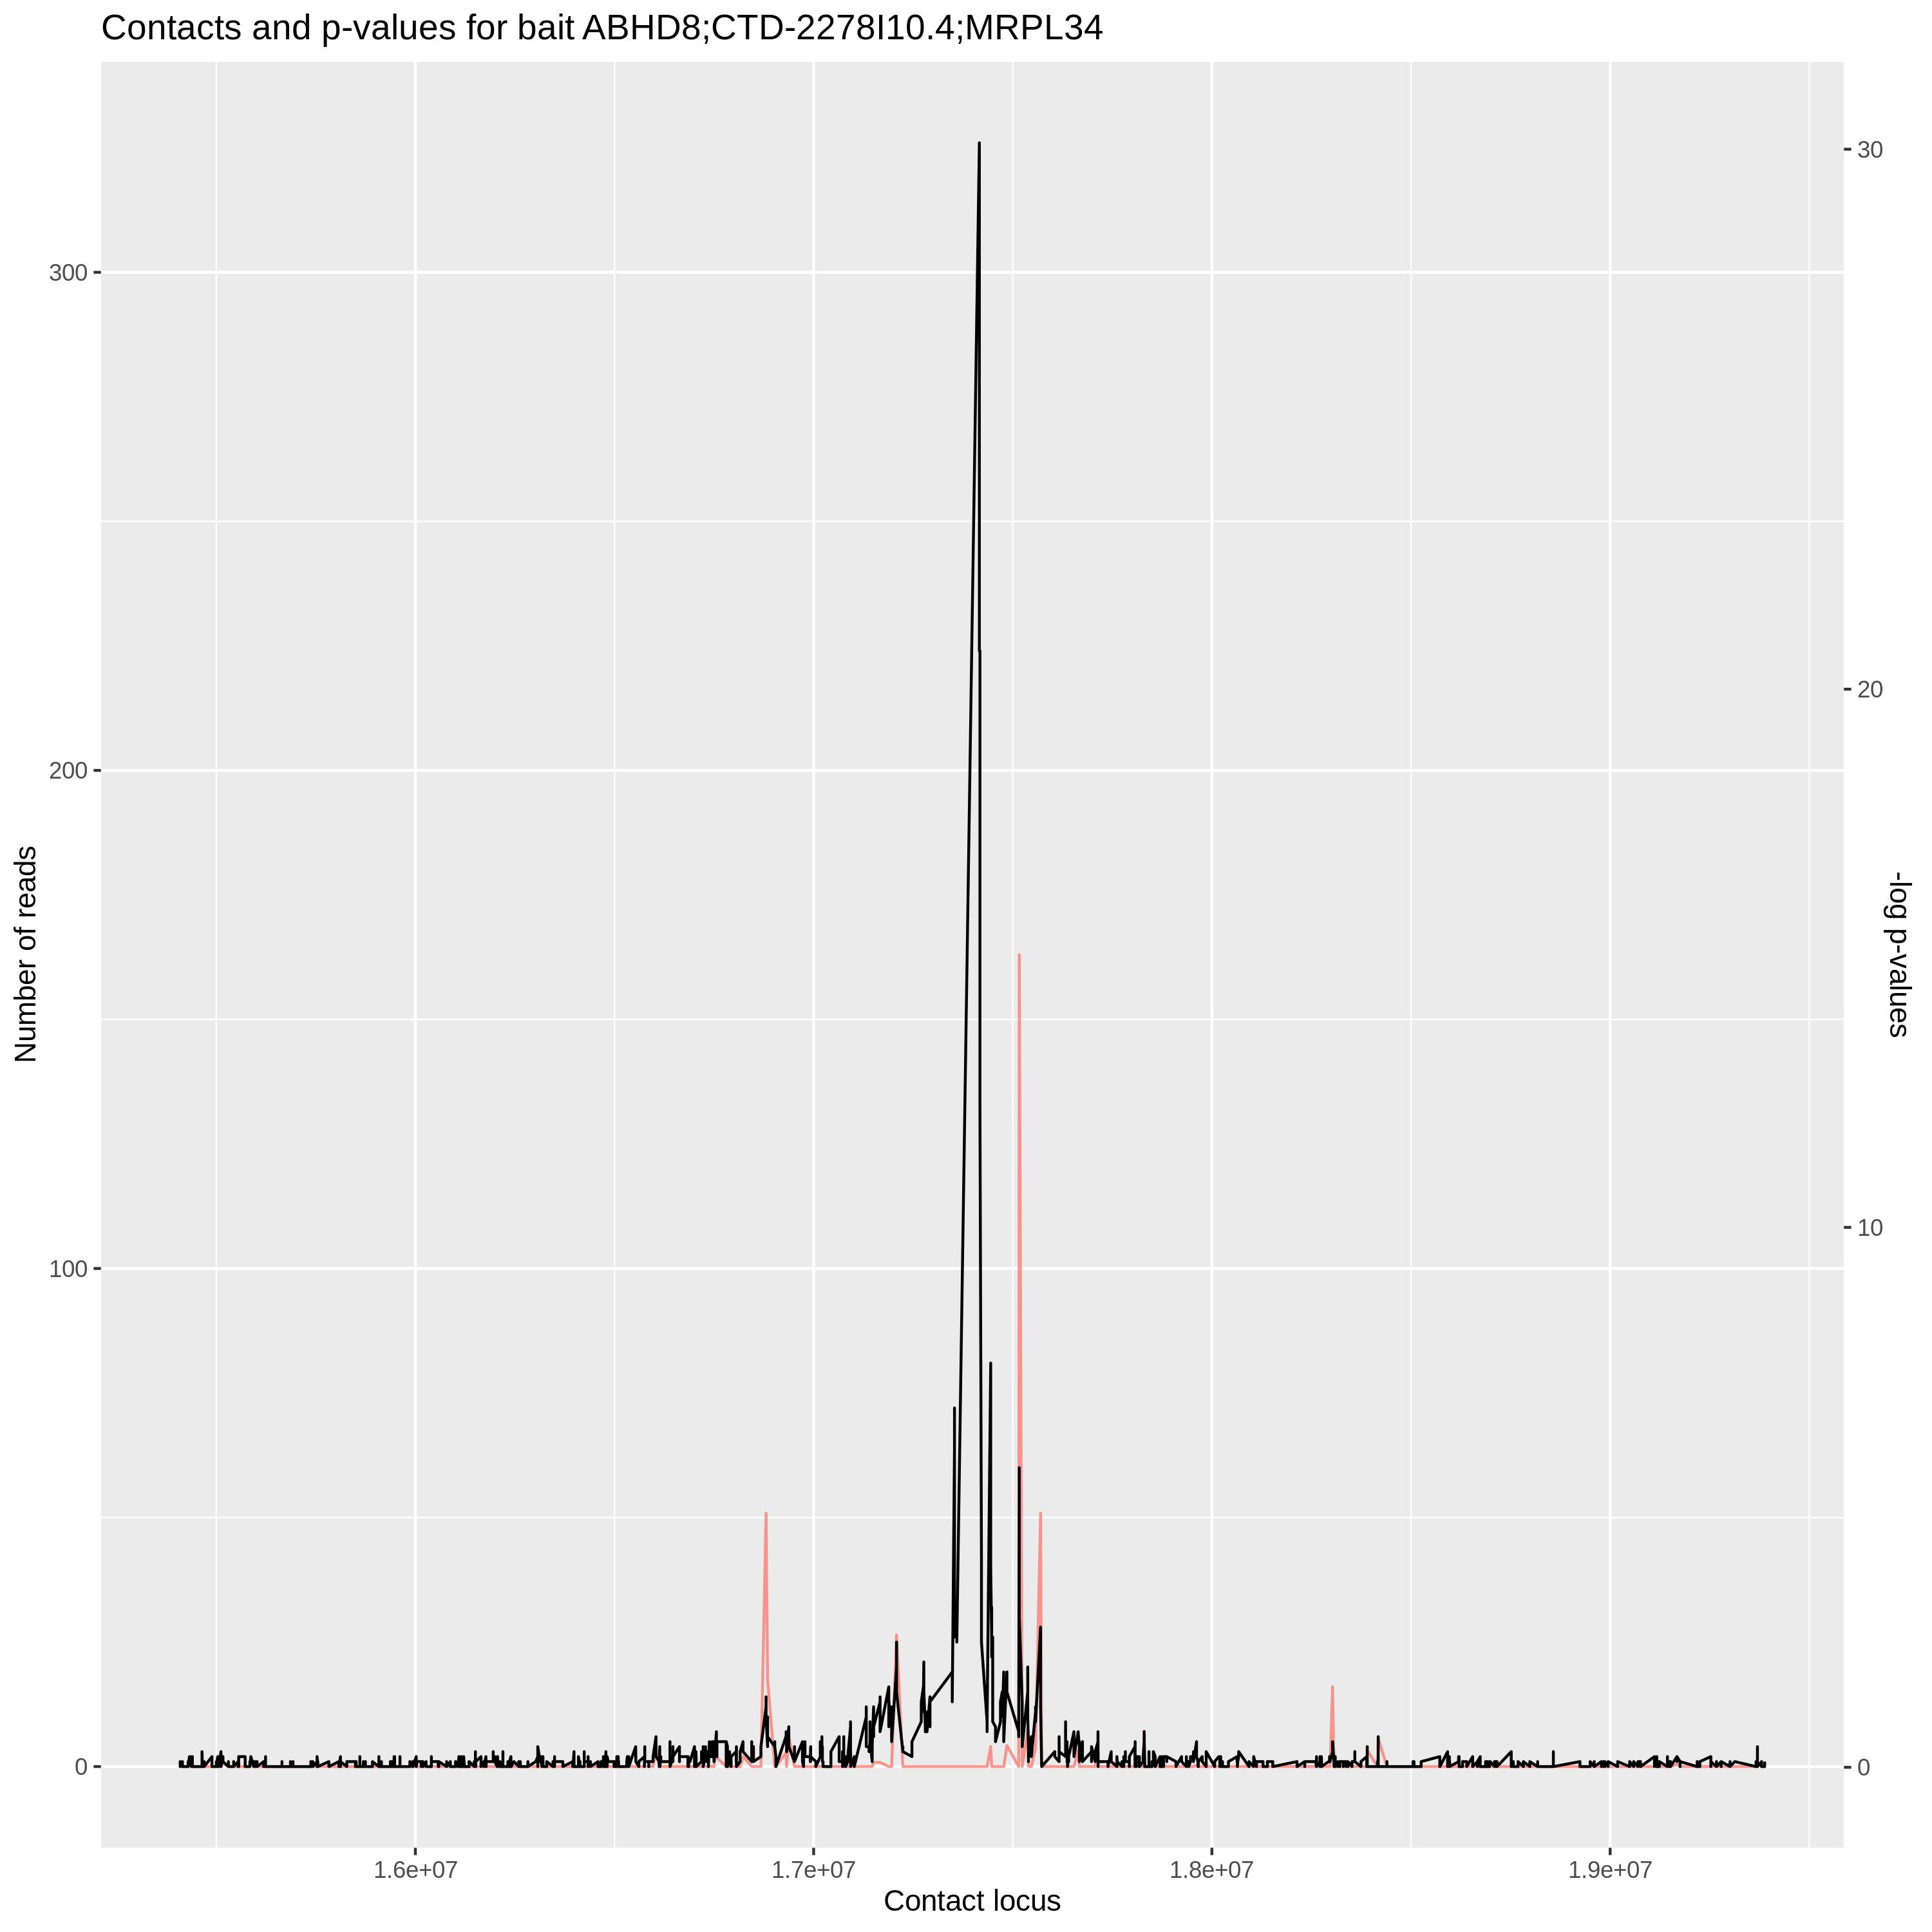 Contacts and p-values for bait ABHD8;CTD-2278I10.4;MRPL34
30
300
20
200
Number of reads
-log p-values
10
100
0
0
1.6e+07
1.7e+07
1.8e+07
1.9e+07
Contact locus